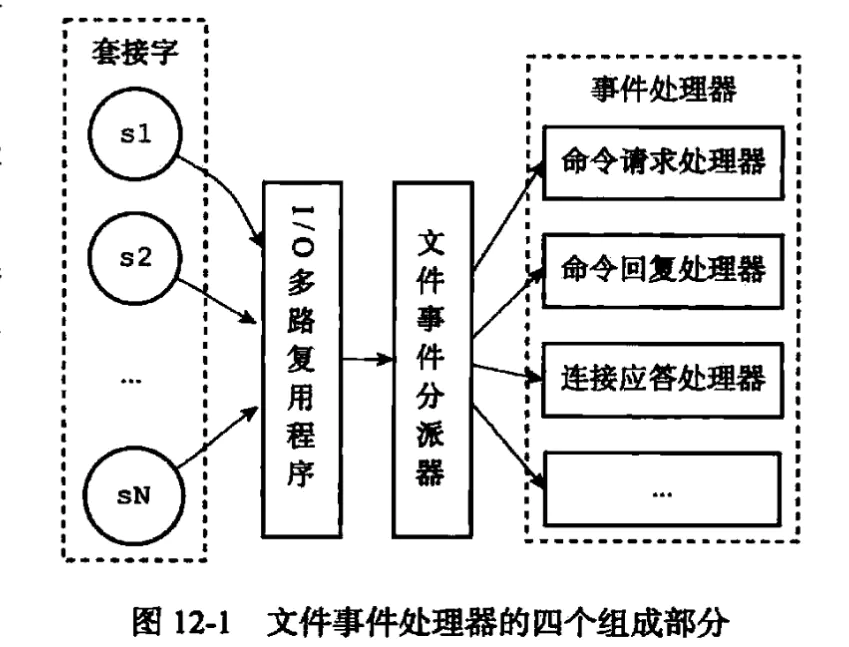 套接字
s1
s2
...
sN
I/O多路复用程序
文件事件分派器
事件处理器
命令请求处理器
命令回复处理器
连接应答处理器
...
图 12-1 文件事件处理器的四个组成部分